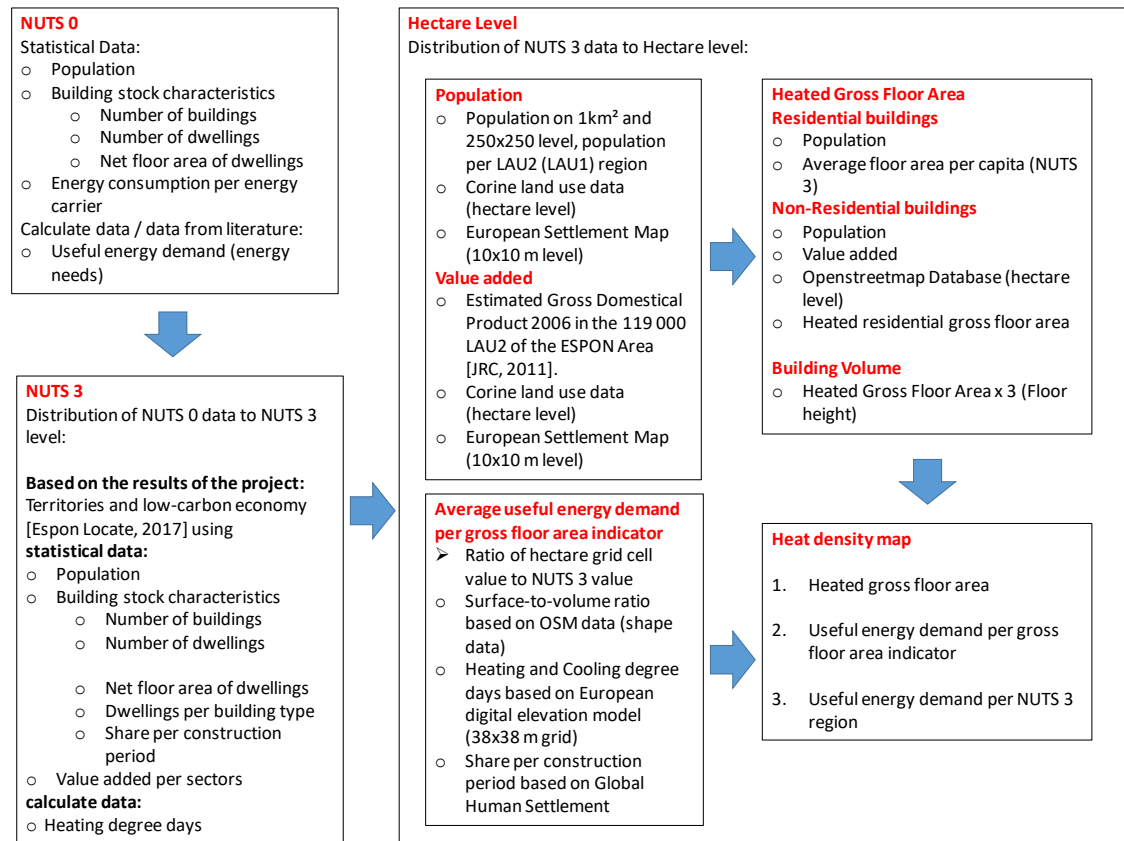 NUTS 0
Statistical Data:
o Population
o Building stock characteristics
o Number of buildings
o Number of dwellings
o Net floor area of dwellings
o Energy consumption per energy
carrier
Calculate data / data from literature:
o Useful energy demand (energy
needs)
NUTS 3
Distribution of NUTS 0 data to NUTS 3
level:
Based on the results of the project:
Territories and low-carbon economy
[Espon Locate, 2017] using
statistical data:
o Population
o Building stock characteristics
o Number of buildings
o Number of dwellings
o Net floor area of dwellings
o Dwellings per building type
o Share per construction
period
o Value added per sectors
calculate data:
o Heating degree days
Hectare Level
Distribution of NUTS 3 data to Hectare level:
Population
o Population on 1km² and
250x250 level, population
per LAU2 (LAU1) region
o Corine land use data
(hectare level)
o European Settlement Map
(10x10 m level)
Value added
o Estimated Gross Domestical
Product 2006 in the 119 000
LAU2 of the ESPON Area
[JRC, 2011].
o Corine land use data
(hectare level)
o European Settlement Map
(10x10 m level)
Average useful energy demand
per gross floor area indicator
➢ Ratio of hectare grid cell
value to NUTS 3 value
o Surface-to-volume ratio
based on OSM data (shape
data)
o Heating and Cooling degree
days based on European
digital elevation model
(38x38 m grid)
o Share per construction
period based on Global
Human Settlement
Heated Gross Floor Area
Residential buildings
o Population
o Average floor area per capita (NUTS
3)
Non-Residential buildings
o Population
o Value added
o Openstreetmap Database (hectare
level)
o Heated residential gross floor area
Building Volume
o Heated Gross Floor Area x 3 (Floor
height)
Heat density map
1. Heated gross floor area
2. Useful energy demand per gross
floor area indicator
3. Useful energy demand per NUTS 3
region